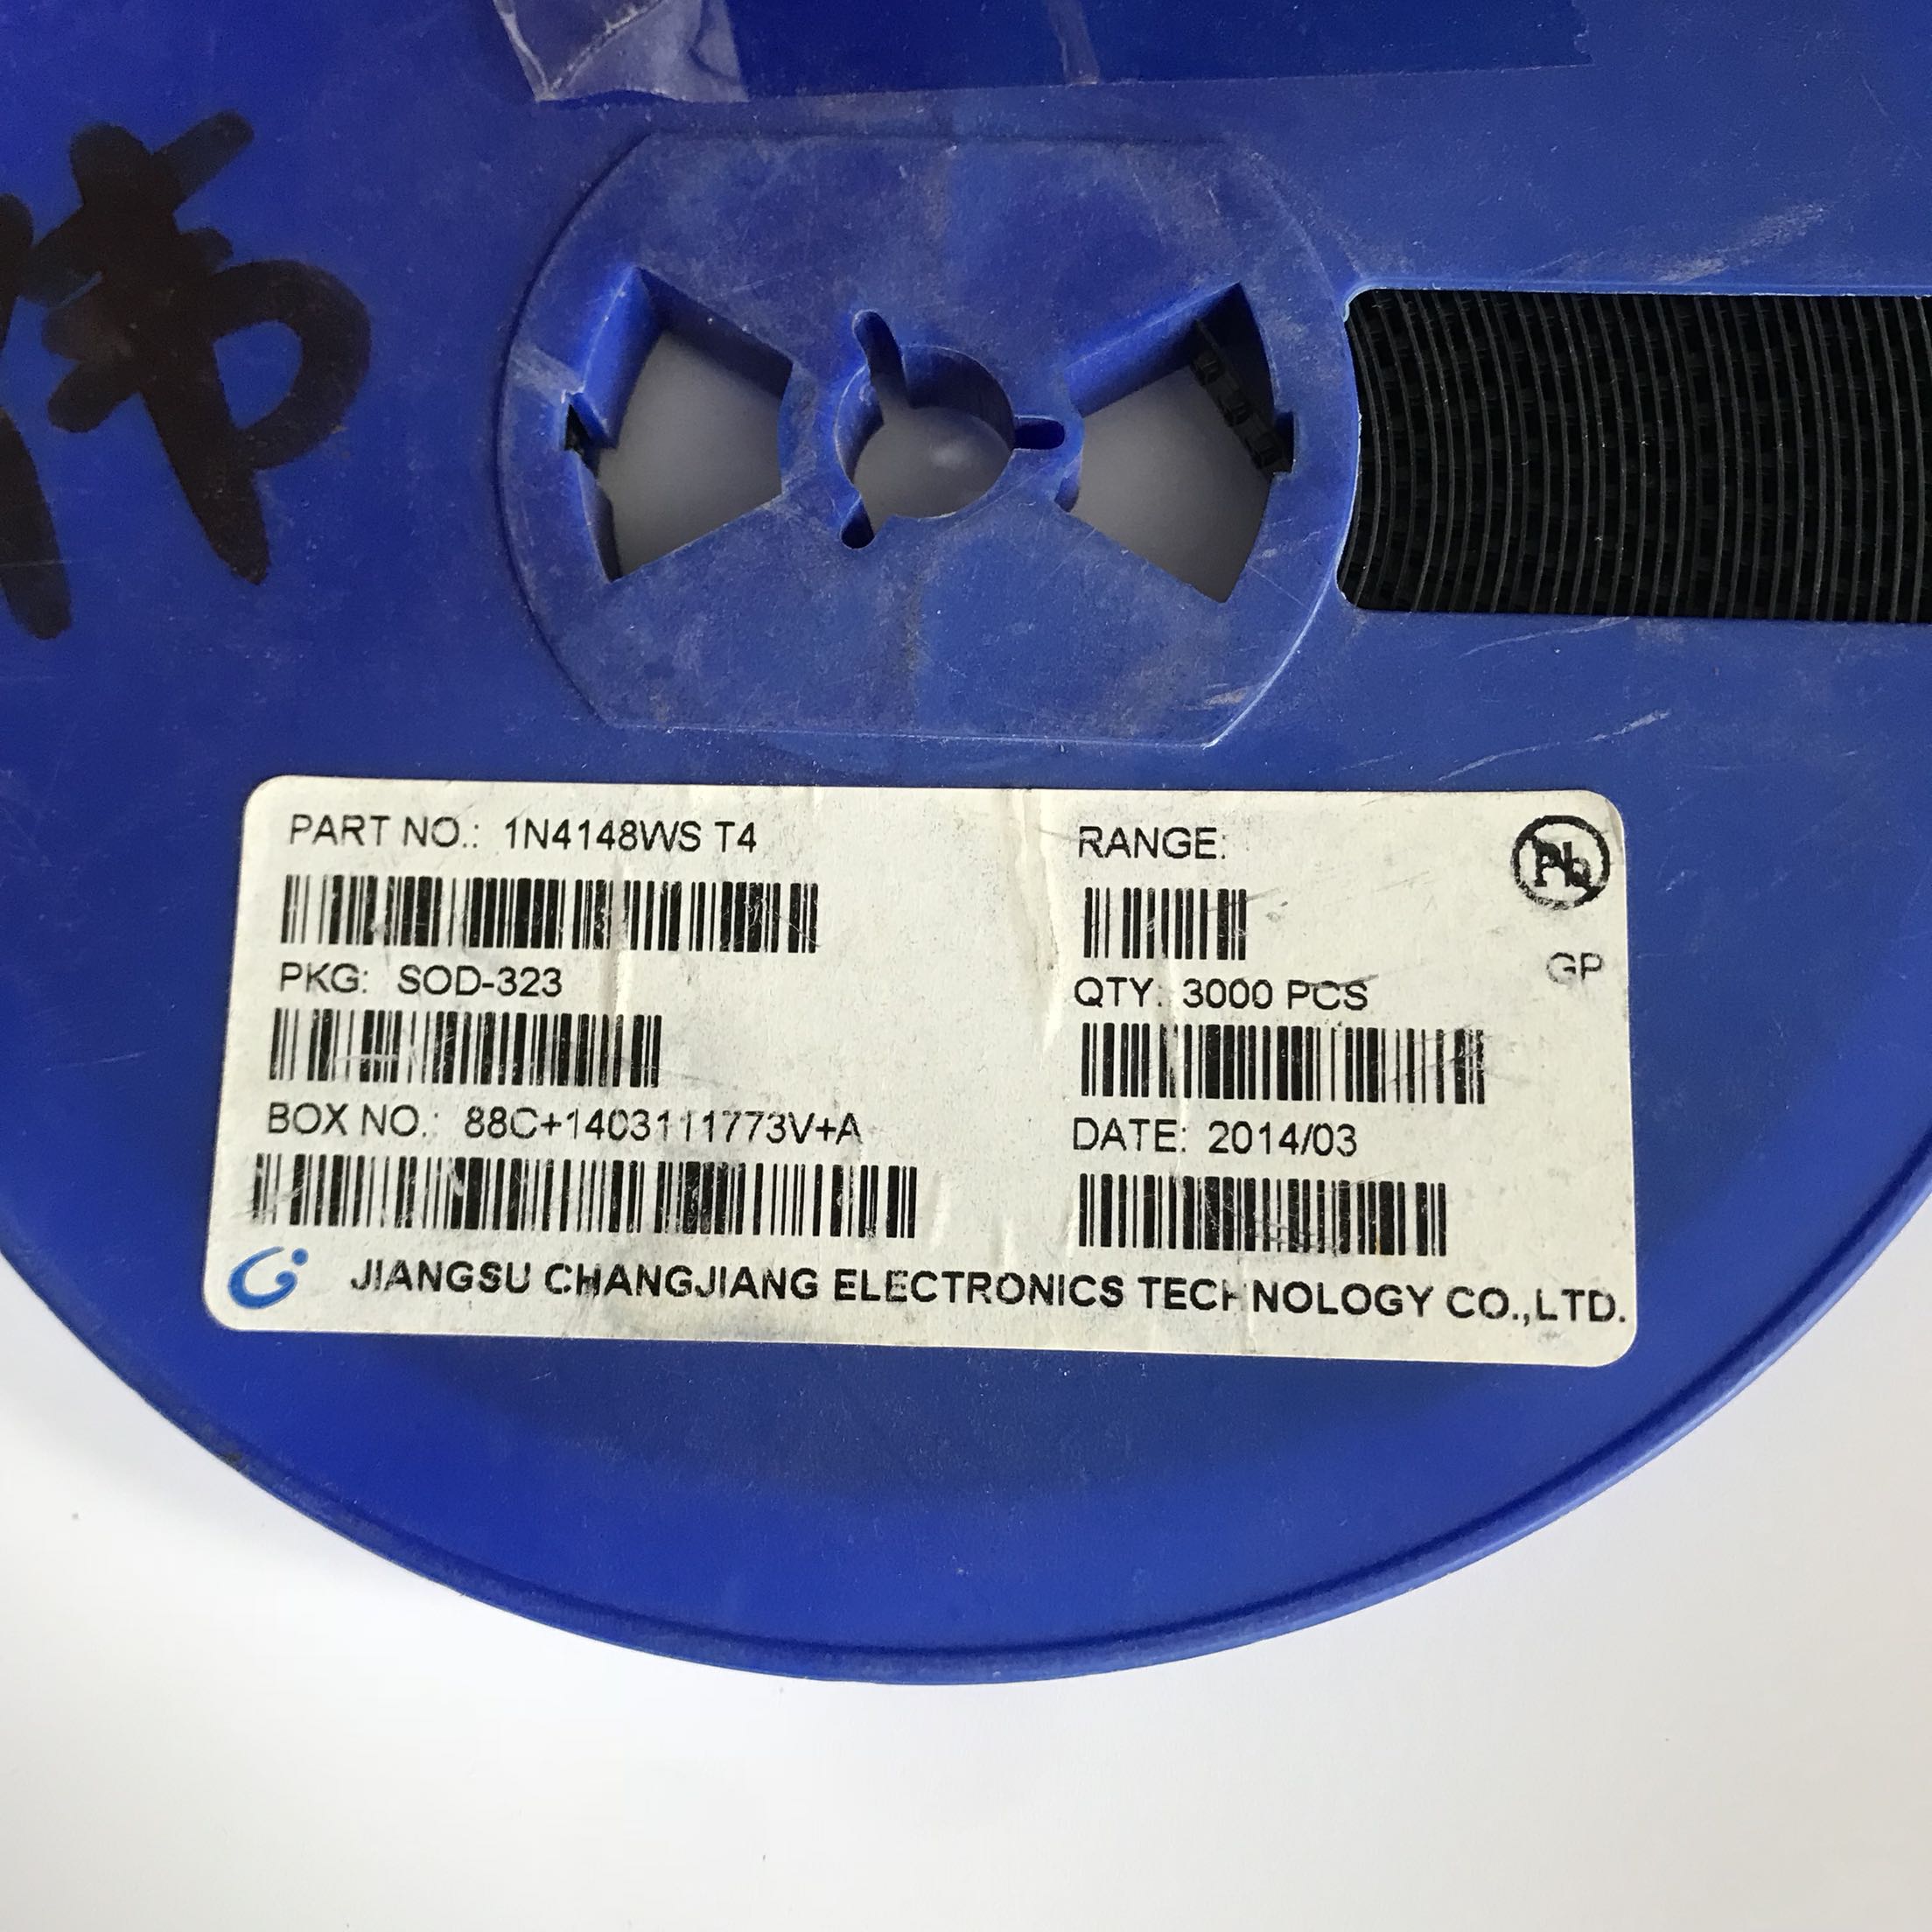 伟
PART NO.: 1N4148WS T4
RANGE:
Pb
PKG: SOD-323
GP
QTY: 3000 PCS
BOX NO.: 88C+1403111773V+A
DATE: 2014/03
JIANGSU CHANGJIANG ELECTRONICS TECHNOLOGY CO.,LTD.